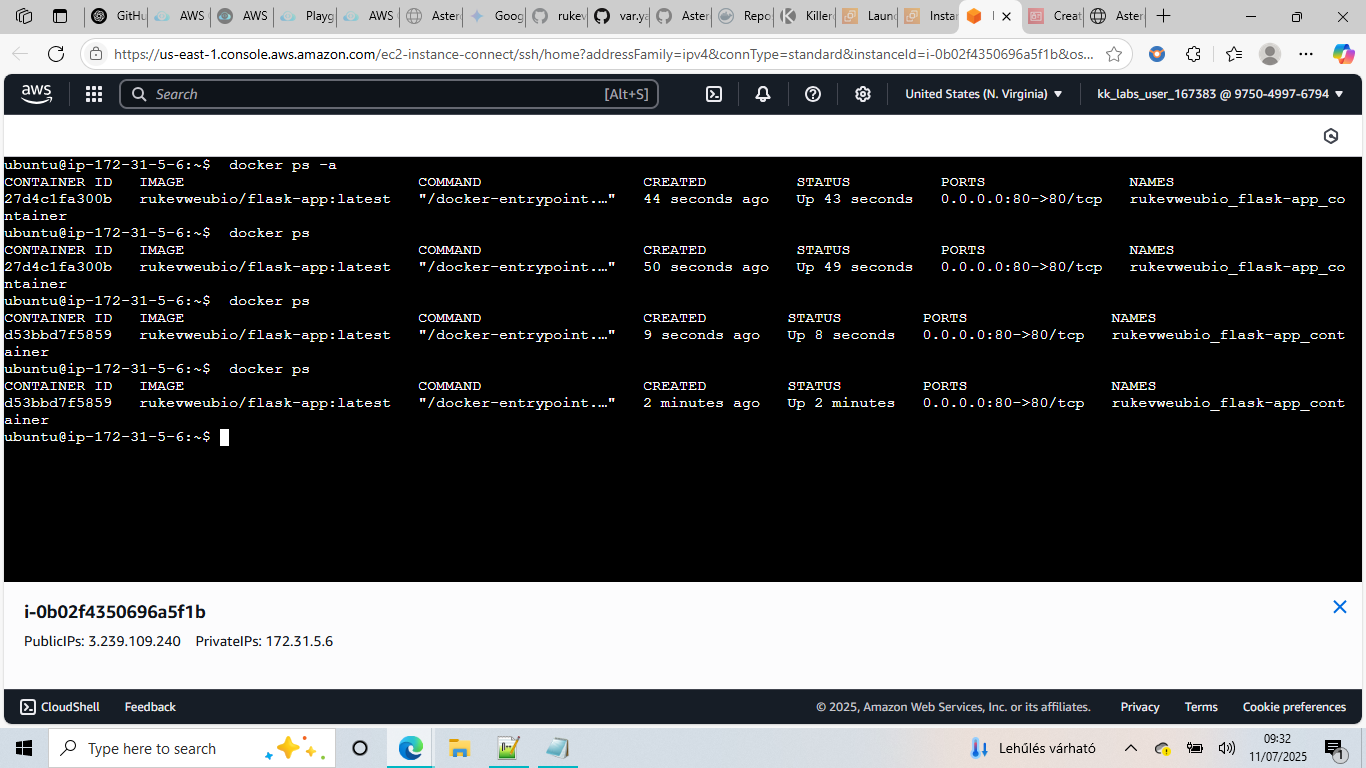 GitHu
AWS
AWS
Playg
AWS
Aster
Goog
rukev
var.ya
Aster
Repo
Killer
Laun
Instan
Creat
Aster
https://us-east-1.console.aws.amazon.com/ec2-instance-connect/ssh/home?addressFamily=ipv4&connType=standard&instanceId=i-0b02f4350696a5f1b&os...
aws Search [Alt+S] United States (N. Virginia) kk_labs_user_167383 @ 9750-4997-6794
ubuntu@ip-172-31-5-6:~$ docker ps -a
CONTAINER ID IMAGE COMMAND CREATED STATUS PORTS NAMES
27d4c1fa300b rukevweubio/flask-app:latest "/docker-entrypoint.…" 44 seconds ago Up 43 seconds 0.0.0.0:80->80/tcp rukevweubio_flask-app_co
ntainer
ubuntu@ip-172-31-5-6:~$ docker ps
CONTAINER ID IMAGE COMMAND CREATED STATUS PORTS NAMES
27d4c1fa300b rukevweubio/flask-app:latest "/docker-entrypoint.…" 50 seconds ago Up 49 seconds 0.0.0.0:80->80/tcp rukevweubio_flask-app_co
ntainer
ubuntu@ip-172-31-5-6:~$ docker ps
CONTAINER ID IMAGE COMMAND CREATED STATUS PORTS NAMES
d53bbd7f5859 rukevweubio/flask-app:latest "/docker-entrypoint.…" 9 seconds ago Up 8 seconds 0.0.0.0:80->80/tcp rukevweubio_flask-app_cont
ainer
ubuntu@ip-172-31-5-6:~$ docker ps
CONTAINER ID IMAGE COMMAND CREATED STATUS PORTS NAMES
d53bbd7f5859 rukevweubio/flask-app:latest "/docker-entrypoint.…" 2 minutes ago Up 2 minutes 0.0.0.0:80->80/tcp rukevweubio_flask-app_cont
ainer
ubuntu@ip-172-31-5-6:~$
i-0b02f4350696a5f1b
PublicIPs: 3.239.109.240 PrivateIPs: 172.31.5.6
CloudShell Feedback © 2025, Amazon Web Services, Inc. or its affiliates. Privacy Terms Cookie preferences
Type here to search Lehűlés várható 09:32
11/07/2025 1